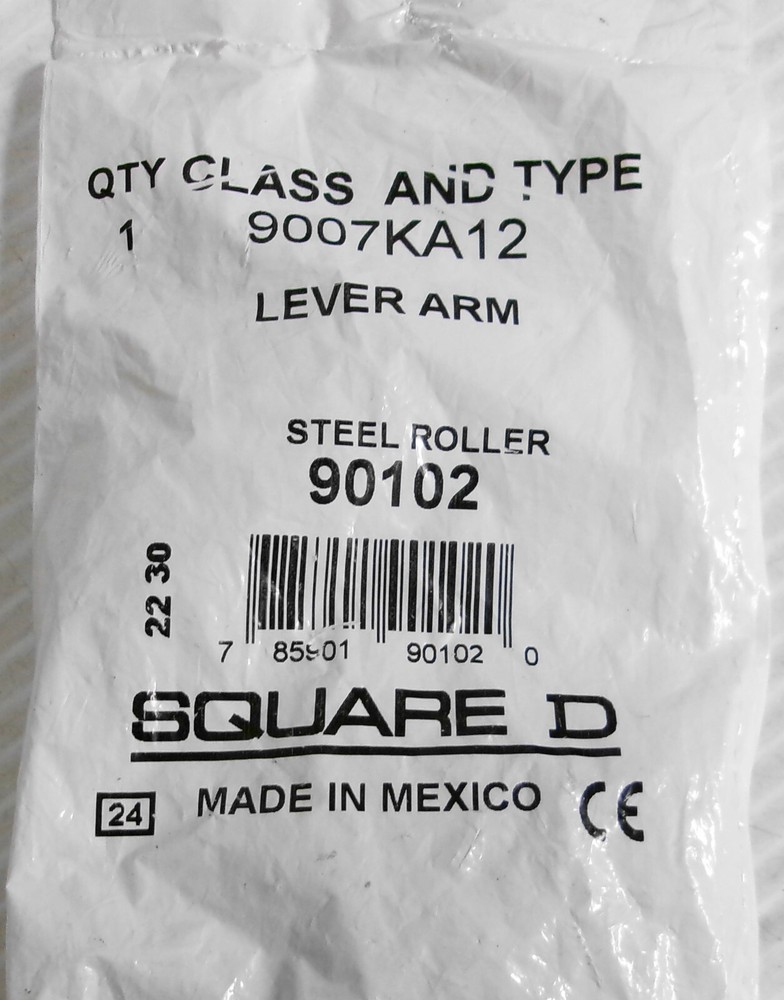 QTY CLASS AND TYPE
1 9007KA12
LEVER ARM
STEEL ROLLER
90102
22 30
7 85901 90102 0
SQUARE D
24 MADE IN MEXICO CE